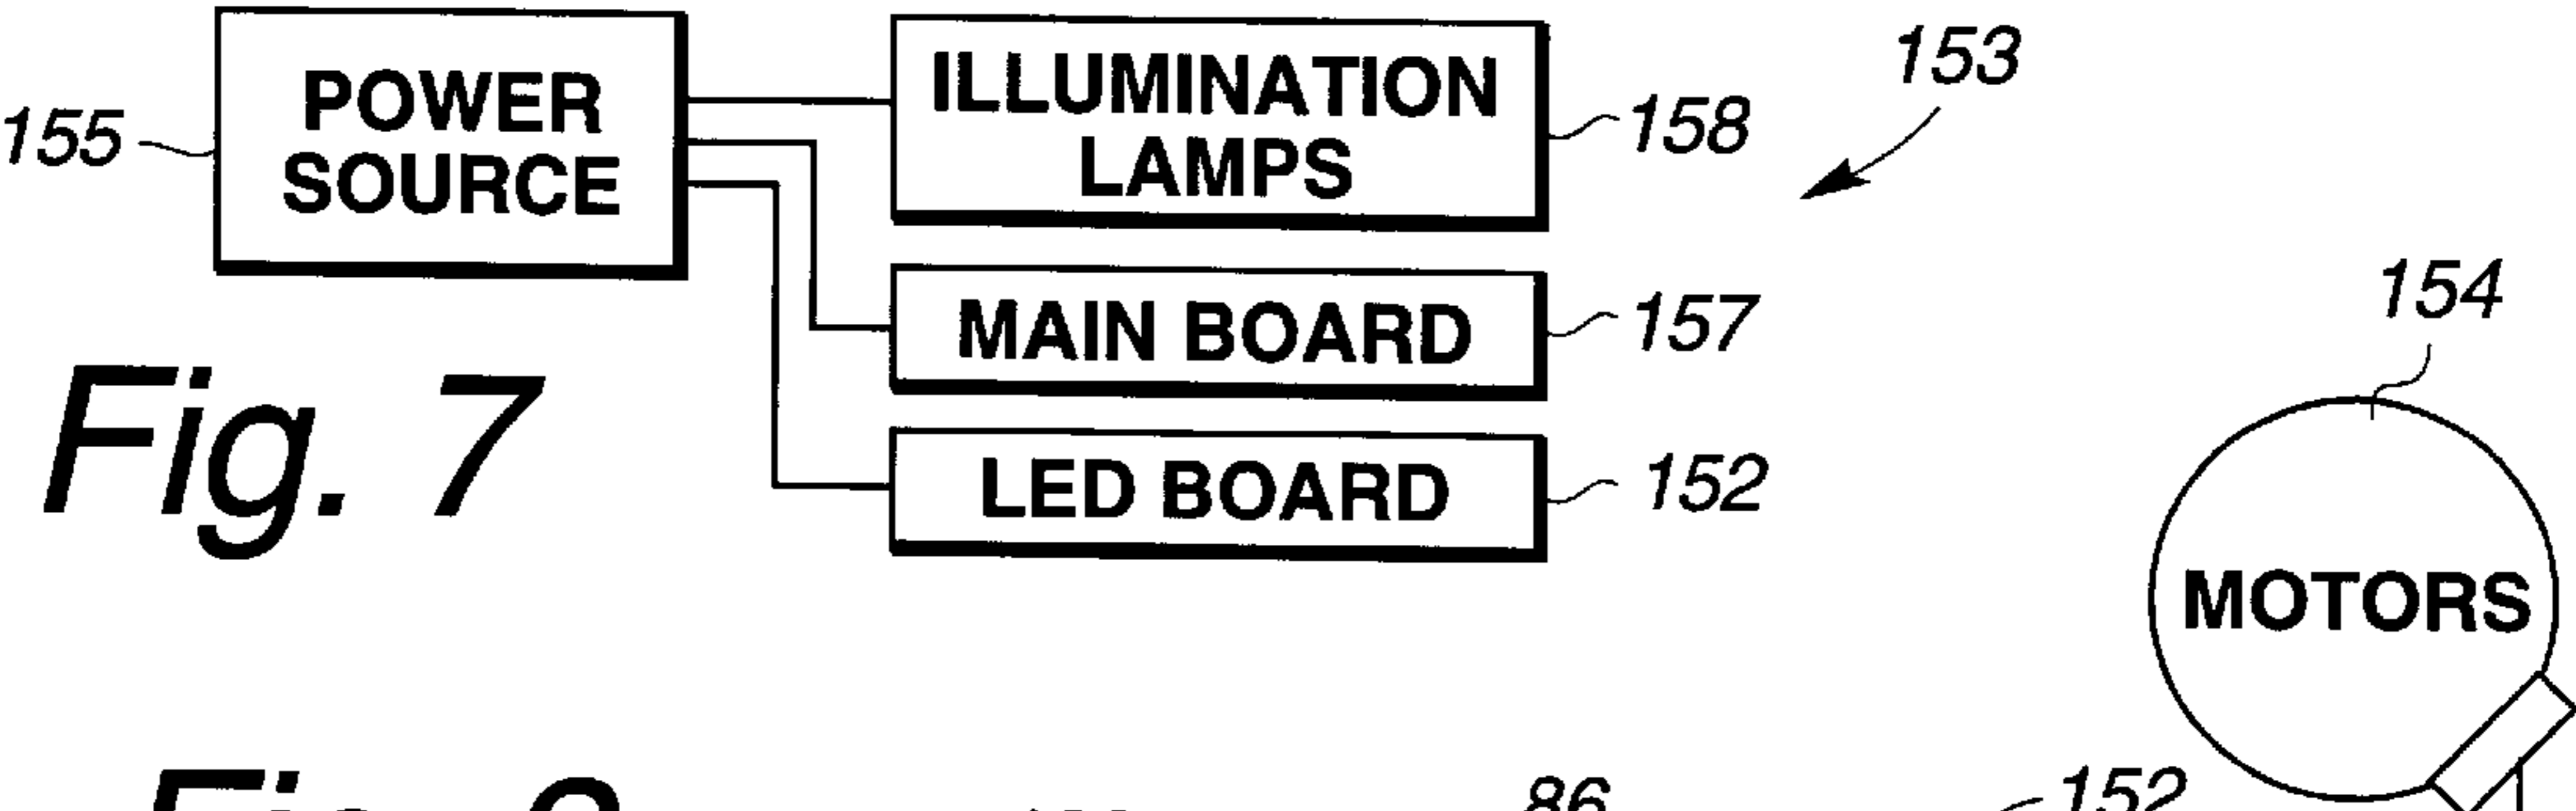 POWER
SOURCE
155
ILLUMINATION
LAMPS
158
153
MAIN BOARD
157
LED BOARD
152
Fig. 7
154
MOTORS
86
152